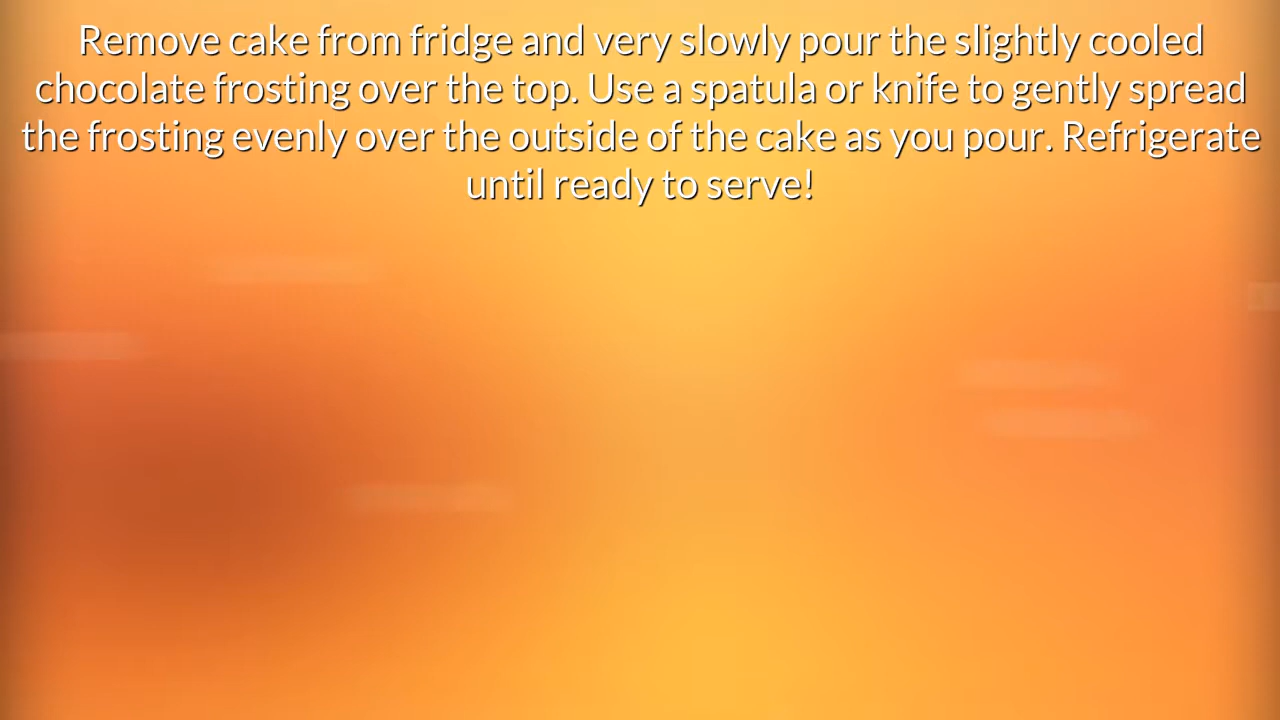 Remove cake from fridge and very slowly pour the slightly cooled
chocolate frosting over the top. Use a spatula or knife to gently spread
the frosting evenly over the outside of the cake as you pour. Refrigerate
until ready to serve!